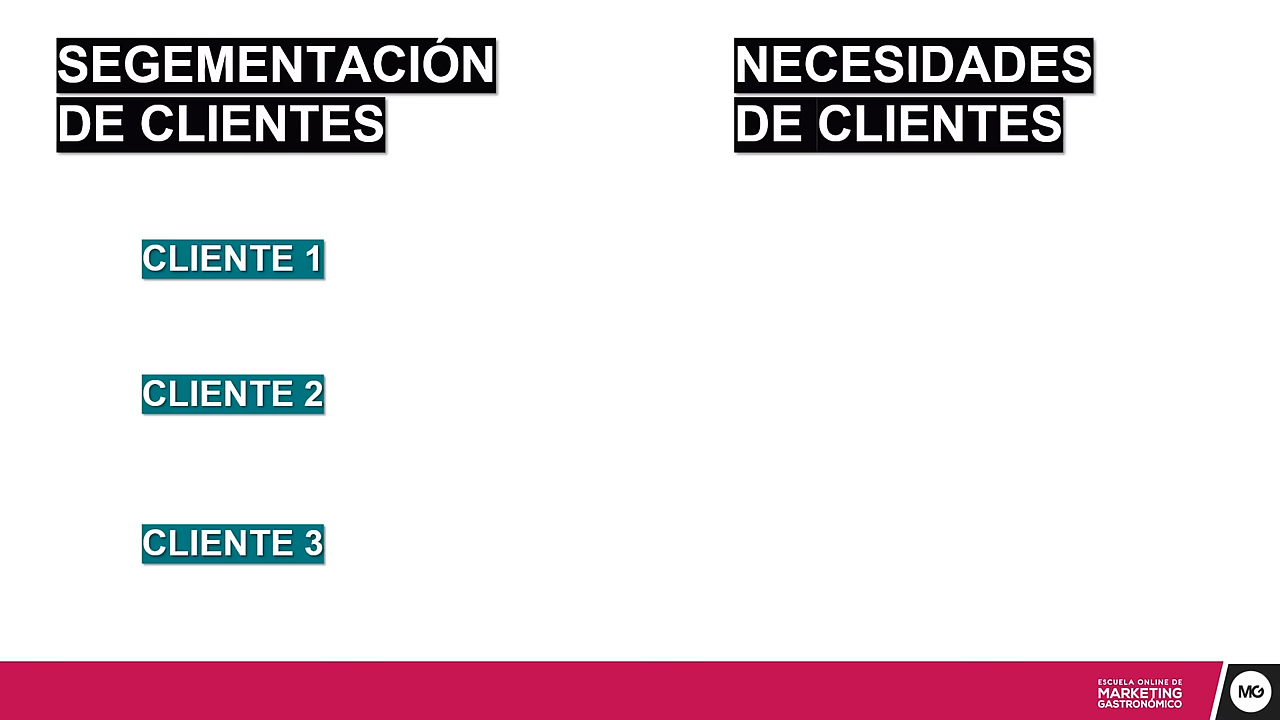 SEGEMENTACIÓN
DE CLIENTES
NECESIDADES
DE CLIENTES
CLIENTE 1
CLIENTE 2
CLIENTE 3
ESCUELA ONLINE DE
MARKETING
GASTRONÓMICO
MG